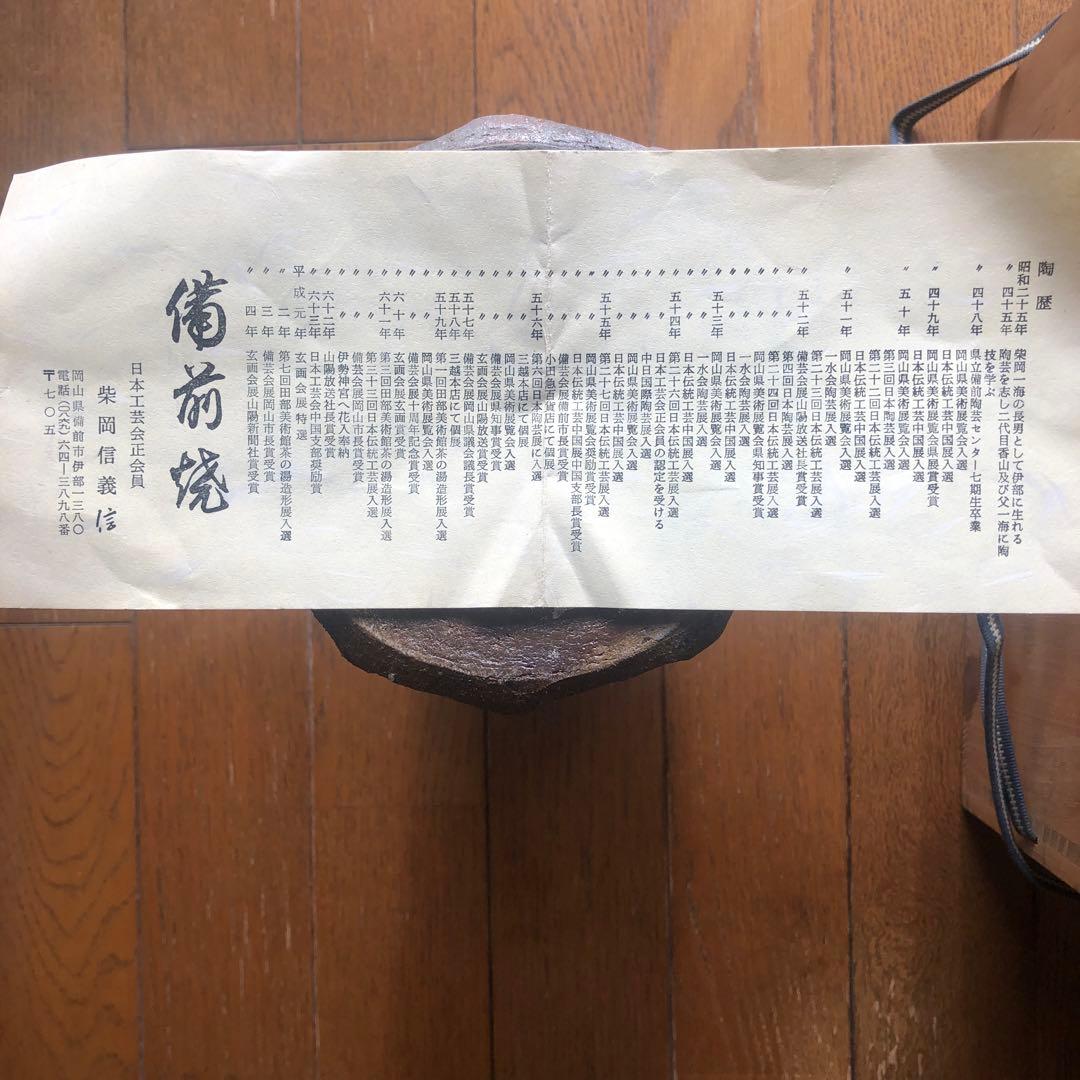 陶歴
昭和二十五年 柴岡一海の長男として伊部に生れる
〃 四十五年 陶芸を志し二代目香山及び父一海に陶
技を学ぶ
〃 四十八年 県立備前陶芸センター七期生卒業
岡山県美術展覧会入選
日本伝統工芸中国展入選
〃 四十九年 岡山県美術展覧会県展賞受賞
日本伝統工芸中国展入選
〃 五十年 岡山県美術展覧会入選
第三回日本陶芸展入選
第二十二回日本伝統工芸展入選
日本伝統工芸中国展入選
〃 五十一年 岡山県美術展覧会入選
一水会陶芸展入選
第二十三回日本伝統工芸展入選
〃 五十二年 備芸会展山陽放送社長賞受賞
〃 第四回日本陶芸展入選
〃 第二十四回日本伝統工芸展入選
〃 岡山県美術展覧会県知事賞受賞
〃 一水会陶芸展入選
〃 日本伝統工芸中国展入選
〃 五十三年 岡山県美術展覧会入選
〃 一水会陶芸展入選
〃 日本伝統工芸中国展入選
〃 五十四年 第二十六回日本伝統工芸展入選
〃 日本工芸会正会員の認定を受ける
〃 中日国際陶芸展入選
〃 岡山県美術展覧会入選
〃 日本伝統工芸中国展入選
〃 五十五年 第二十七回日本伝統工芸展入選
〃 岡山県美術展覧会奨励賞受賞
〃 日本伝統工芸中国展中国支部長賞受賞
〃 備芸会展備前市長賞受賞
〃 小田急百貨店にて個展
〃 五十六年 第六回日本陶芸展に入選
〃 三越本店にて個展
〃 岡山県美術展覧会入選
〃 備芸会展県知事賞受賞
〃 玄画会展山陽放送賞受賞
〃 五十七年 備芸会展岡山県議会議長賞受賞
〃 五十八年 三越本店にて個展
〃 五十九年 第一回田部美術館茶の湯造形展入選
〃 〃 岡山県美術展覧会入選
〃 〃 備芸会展十周年記念賞受賞
〃 六十年 玄画会展玄画賞受賞
〃 六十一年 第三回田部美術館茶の湯造形展入選
〃 〃 第三十三回日本伝統工芸展入選
〃 〃 備芸会展岡山市長賞受賞
〃 〃 伊勢神宮へ花入奉納
〃 六十二年 山陽放送社長賞受賞
〃 六十三年 日本工芸会中国支部奨励賞
平成元年 玄画会展特選
〃 二年 第七回田部美術館茶の湯造形展入選
〃 三年 備芸会展岡山市長賞受賞
〃 四年 玄画会展山陽新聞社賞受賞
備前焼
日本工芸会正会員
柴岡信義 信
岡山県備前市伊部一三八〇
電話(〇八六九)六四―三九九八番
〒七〇五